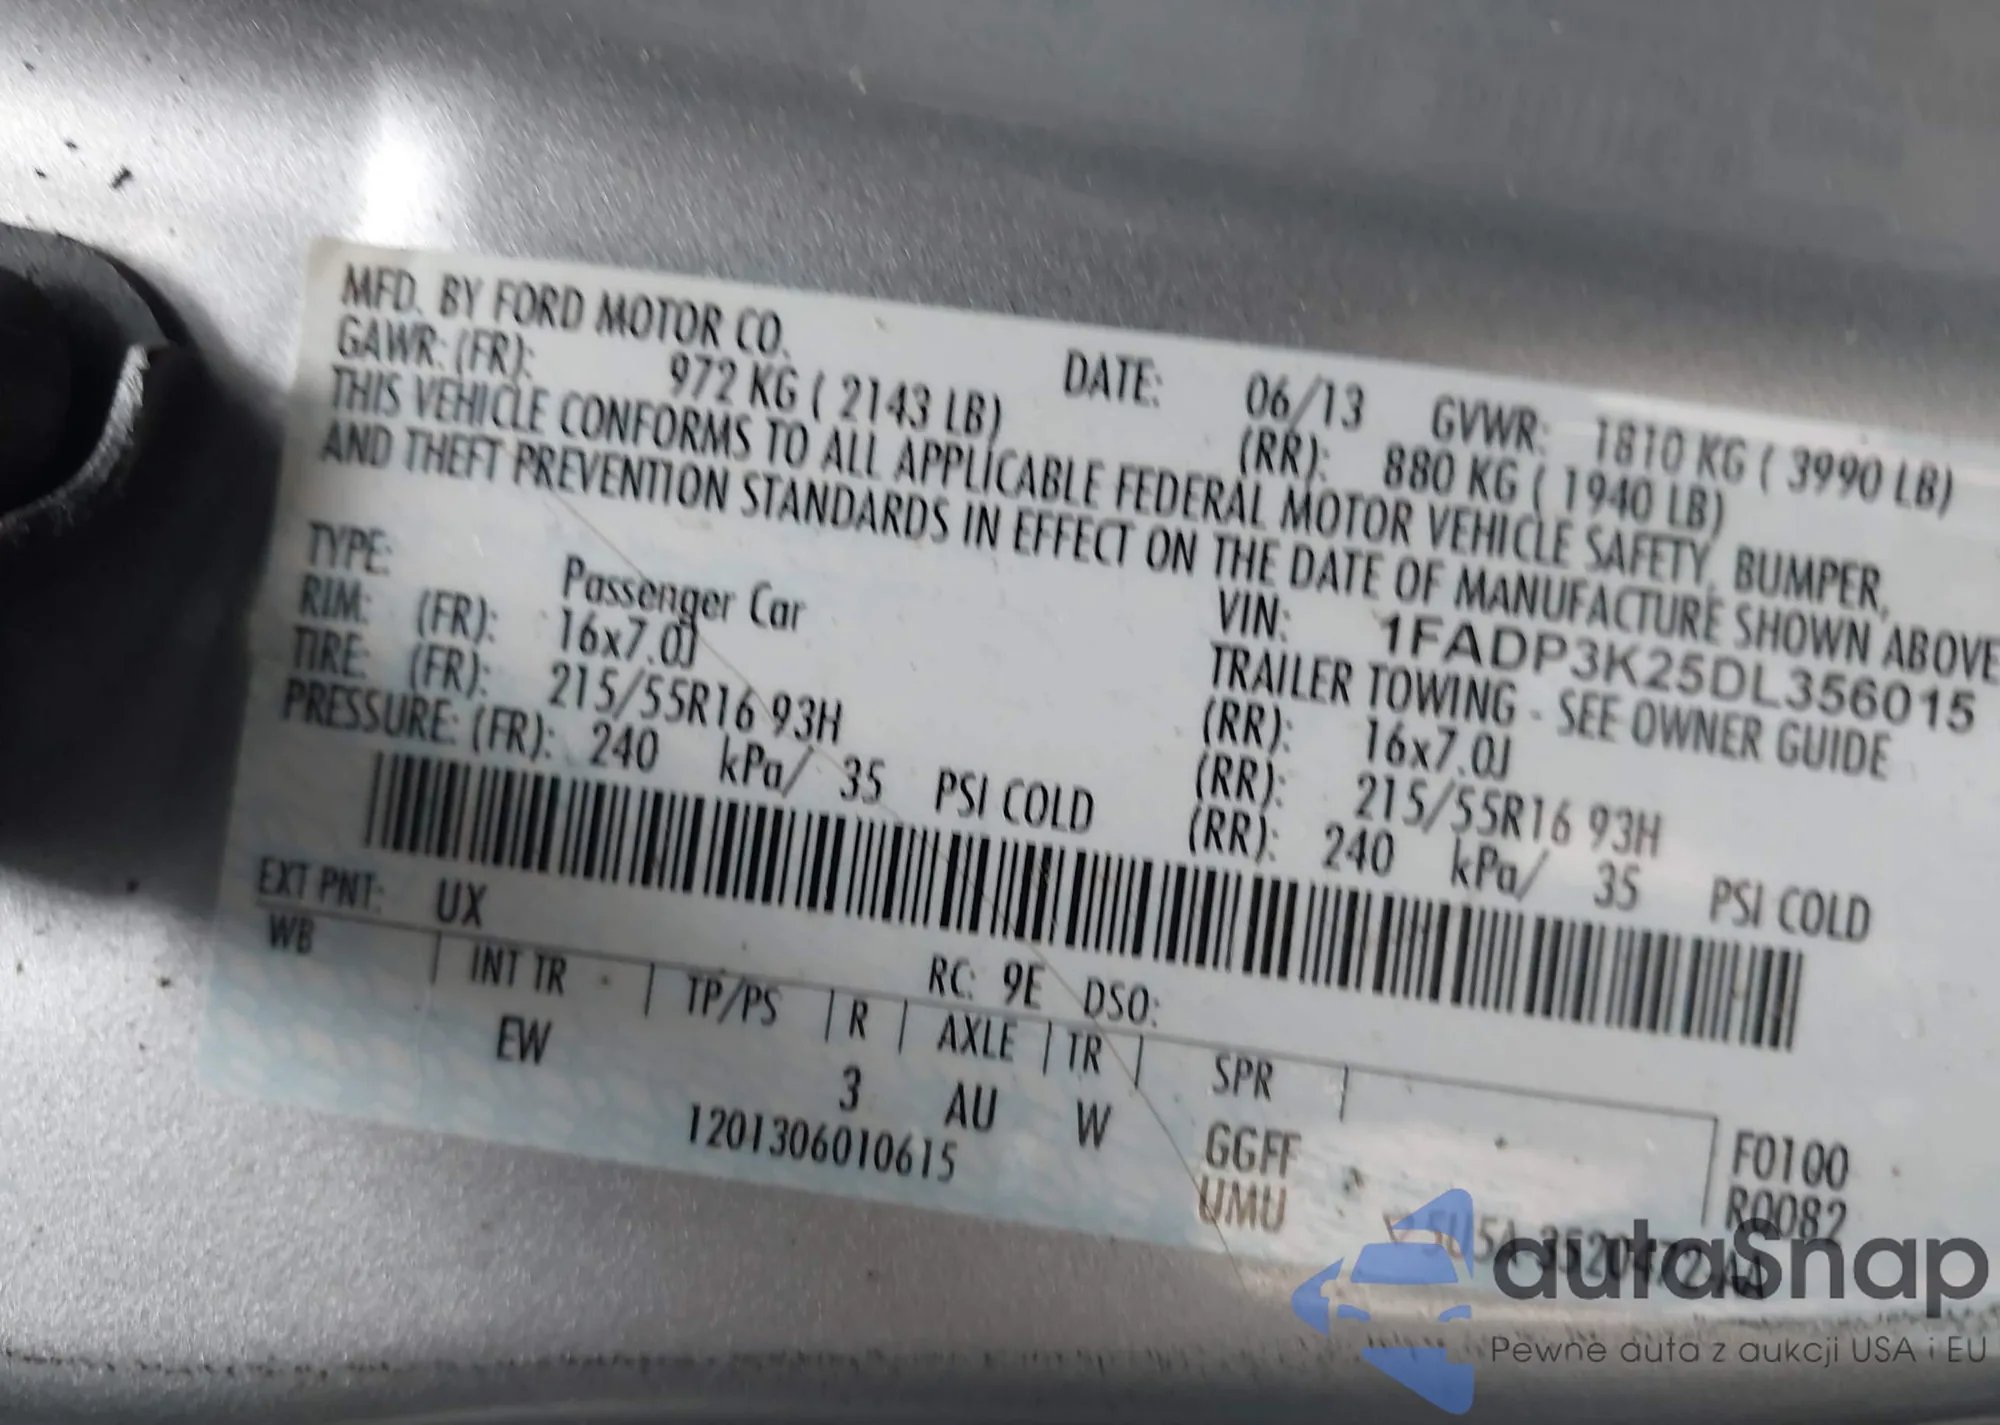 MFD. BY FORD MOTOR CO. DATE: 06/13 GVWR: 1810 KG ( 3990 LB)
GAWR: (FR): 972 KG ( 2143 LB) (RR): 880 KG ( 1940 LB)
THIS VEHICLE CONFORMS TO ALL APPLICABLE FEDERAL MOTOR VEHICLE SAFETY, BUMPER,
AND THEFT PREVENTION STANDARDS IN EFFECT ON THE DATE OF MANUFACTURE SHOWN ABOVE
VIN: 1FADP3K25DL356015
TYPE: Passenger Car TRAILER TOWING - SEE OWNER GUIDE
RIM: (FR): 16x7.0J (RR): 16x7.0J
TIRE: (FR): 215/55R16 93H (RR): 215/55R16 93H
PRESSURE: (FR): 240 kPa/ 35 PSI COLD (RR): 240 kPa/ 35 PSI COLD
EXT PNT: UX RC: 9E DSO:
WB INT TR TP/PS R AXLE TR SPR
EW 3 AU W GGFF F0100
1201306010615 UMU R0082
autaSnap
Pewne auta z aukcji USA i EU